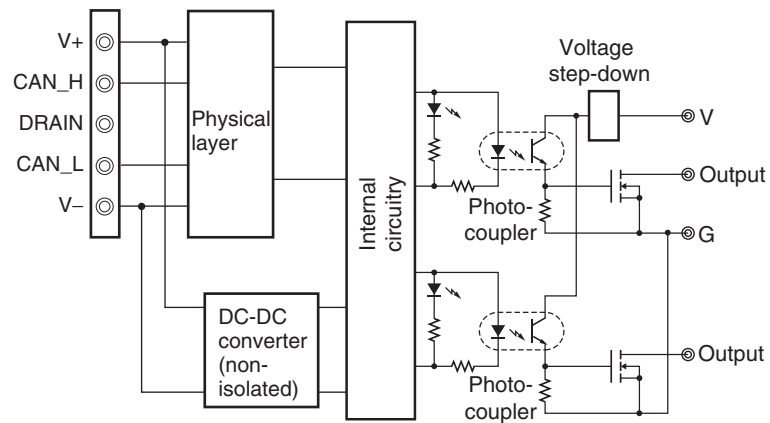 V+
CAN_H
DRAIN
CAN_L
V–
Physical
layer
DC-DC
converter
(non-
isolated)
Internal
circuitry
Voltage
step-down
V
Output
Photo-
coupler
G
Output
Photo-
coupler